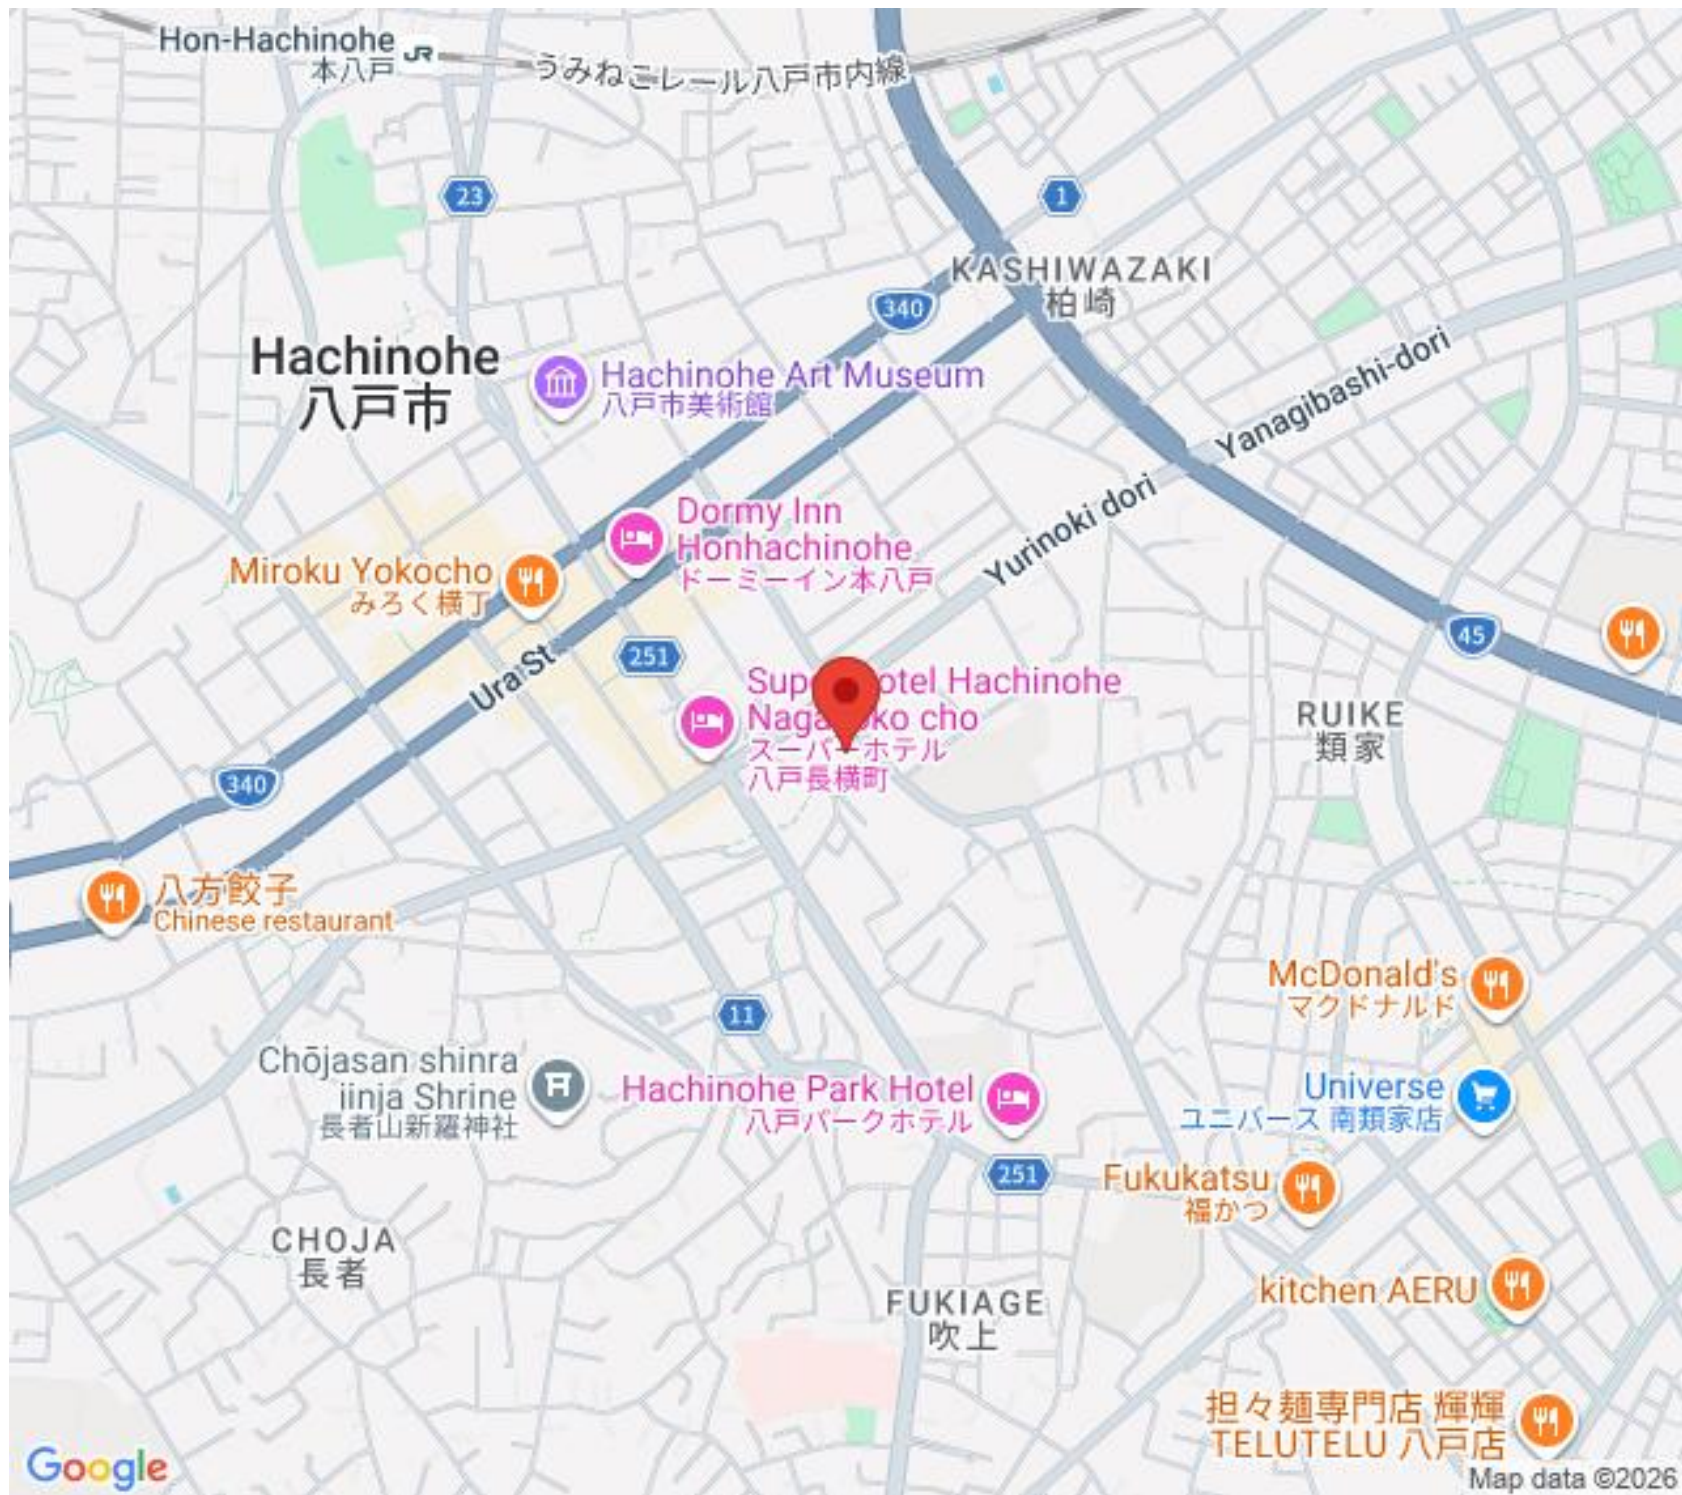 Hon-Hachinohe
本八戸
JR
うみねこレール八戸市内線
23
1
KASHIWAZAKI
柏崎
340
Hachinohe
八戸市
Hachinohe Art Museum
八戸市美術館
Yanagibashi-dori
Yurinoki dori
Dormy Inn
Honhachinohe
ドーミーイン本八戸
Miroku Yokocho
みろく横丁
251
Ura St
45
Hotel Hachinohe
cho
スーパーホテル
八戸長横町
RUIKE
類家
340
八方餃子
Chinese restaurant
McDonald's
マクドナルド
11
Chōjasan shinra
iinja Shrine
長者山新羅神社
Hachinohe Park Hotel
八戸パークホテル
Universe
ユニバース 南類家店
251
Fukukatsu
福かつ
CHOJA
長者
FUKIAGE
吹上
kitchen AERU
担々麺専門店 輝輝
TELUTELU 八戸店
Google
Map data ©2026